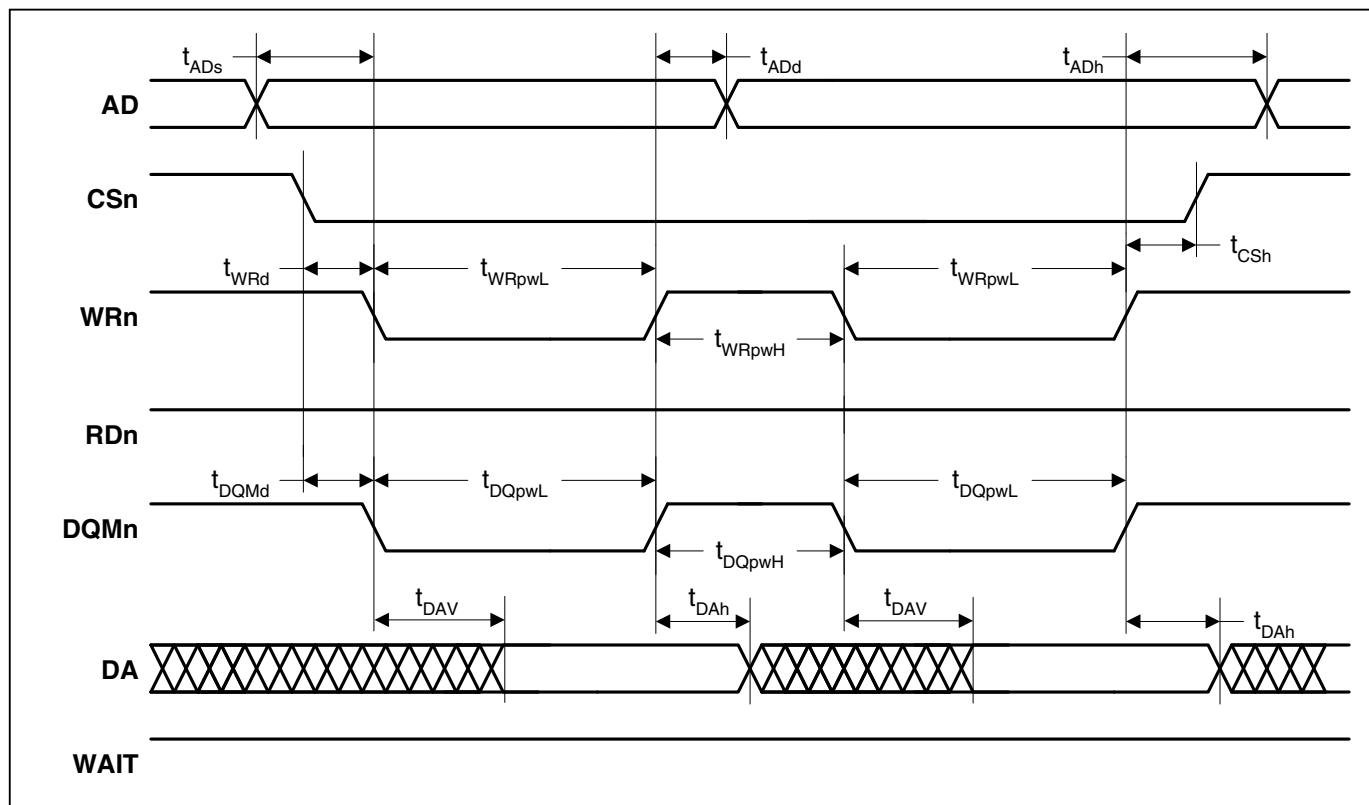 tADs tADd tADh
AD
CSn
tCSh
tWRd tWRpwL tWRpwL
WRn
tWRpwH
RDn
tDQMd tDQpwL tDQpwL
DQMn
tDQpwH
tDAV tDAh tDAV tDAh
DA
WAIT